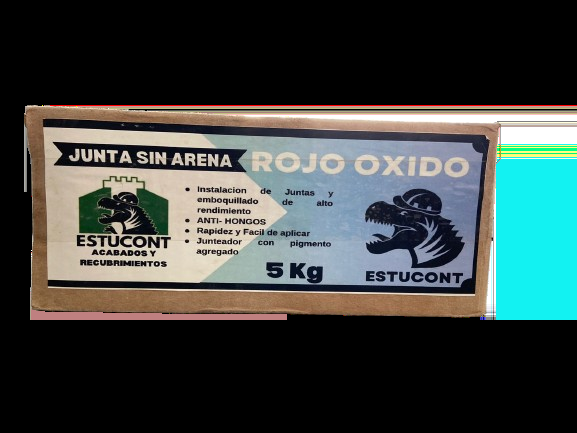 JUNTA SIN ARENA
ROJO OXIDO
• Instalacion de Juntas y
emboquillado de alto
rendimiento
• ANTI- HONGOS
• Rapidez y Facil de aplicar
• Junteador con pigmento
agregado
5 Kg
ESTUCONT
ACABADOS Y
RECUBRIMIENTOS
ESTUCONT